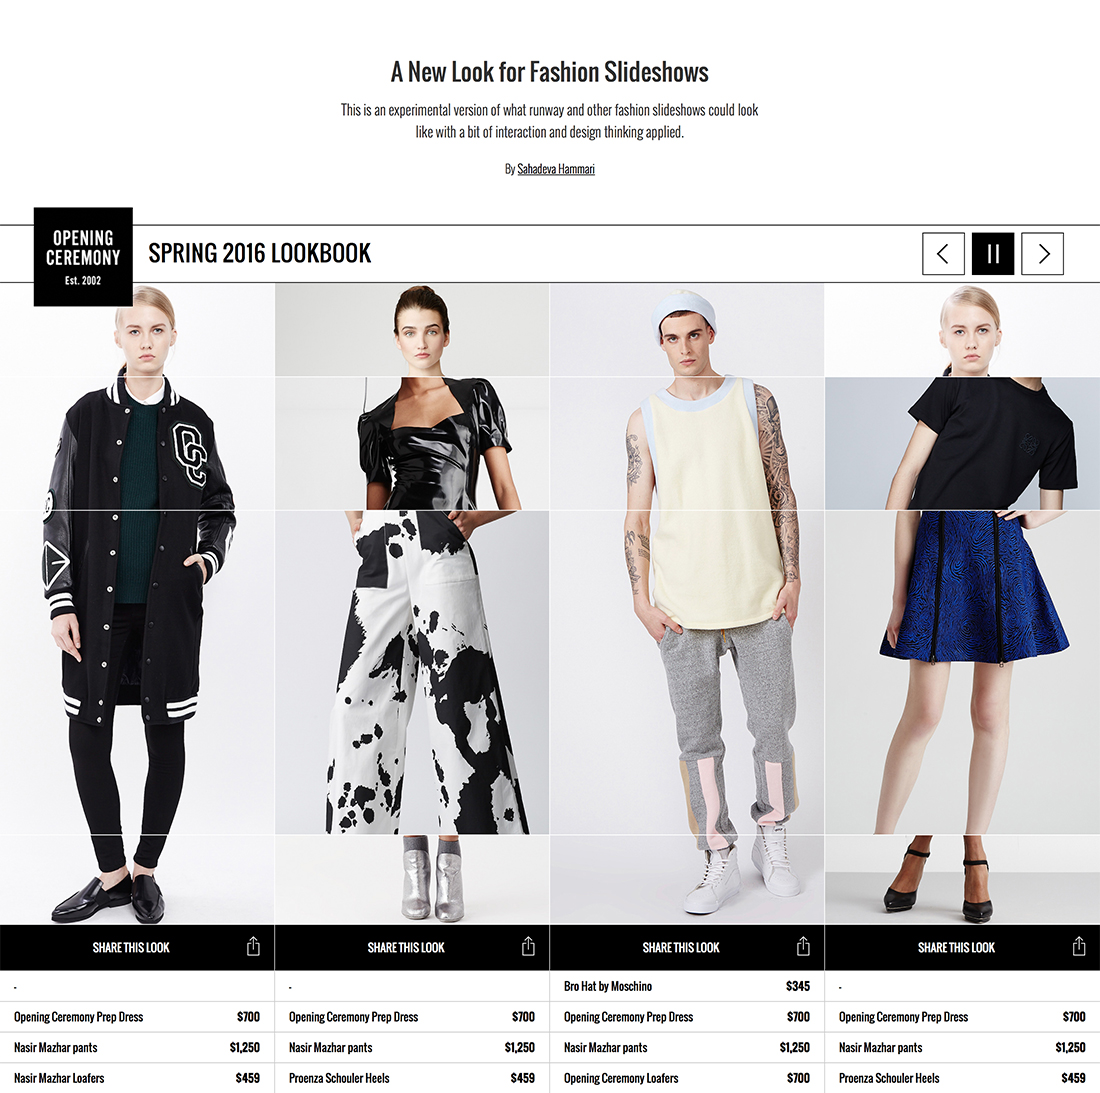 A New Look for Fashion Slideshows
This is an experimental version of what runway and other fashion slideshows could look
like with a bit of interaction and design thinking applied.
By Sahadeva Hammari
OPENING
CEREMONY
Est. 2002
SPRING 2016 LOOKBOOK
SHARE THIS LOOK
-
Opening Ceremony Prep Dress $700
Nasir Mazhar pants $1,250
Nasir Mazhar Loafers $459
SHARE THIS LOOK
-
Opening Ceremony Prep Dress $700
Nasir Mazhar pants $1,250
Proenza Schouler Heels $459
SHARE THIS LOOK
Bro Hat by Moschino $345
Opening Ceremony Prep Dress $700
Nasir Mazhar pants $1,250
Opening Ceremony Loafers $700
SHARE THIS LOOK
-
Opening Ceremony Prep Dress $700
Nasir Mazhar pants $1,250
Proenza Schouler Heels $459